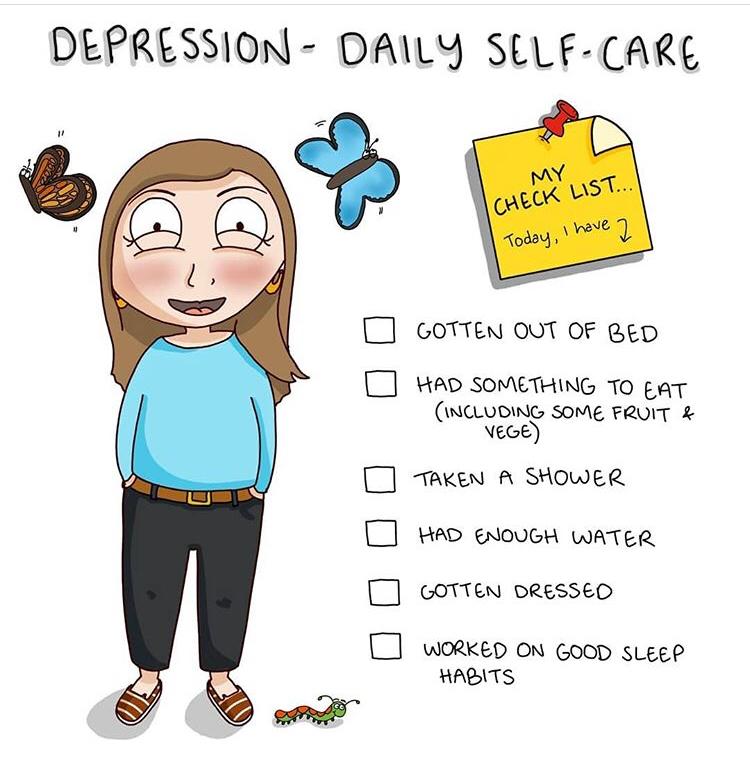 DEPRESSION - DAILY SELF-CARE
MY
CHECK LIST...
Today, I have
GOTTEN OUT OF BED
HAD SOMETHING TO EAT
(INCLUDING SOME FRUIT &
VEGE)
TAKEN A SHOWER
HAD ENOUGH WATER
GOTTEN DRESSED
WORKED ON GOOD SLEEP
HABITS